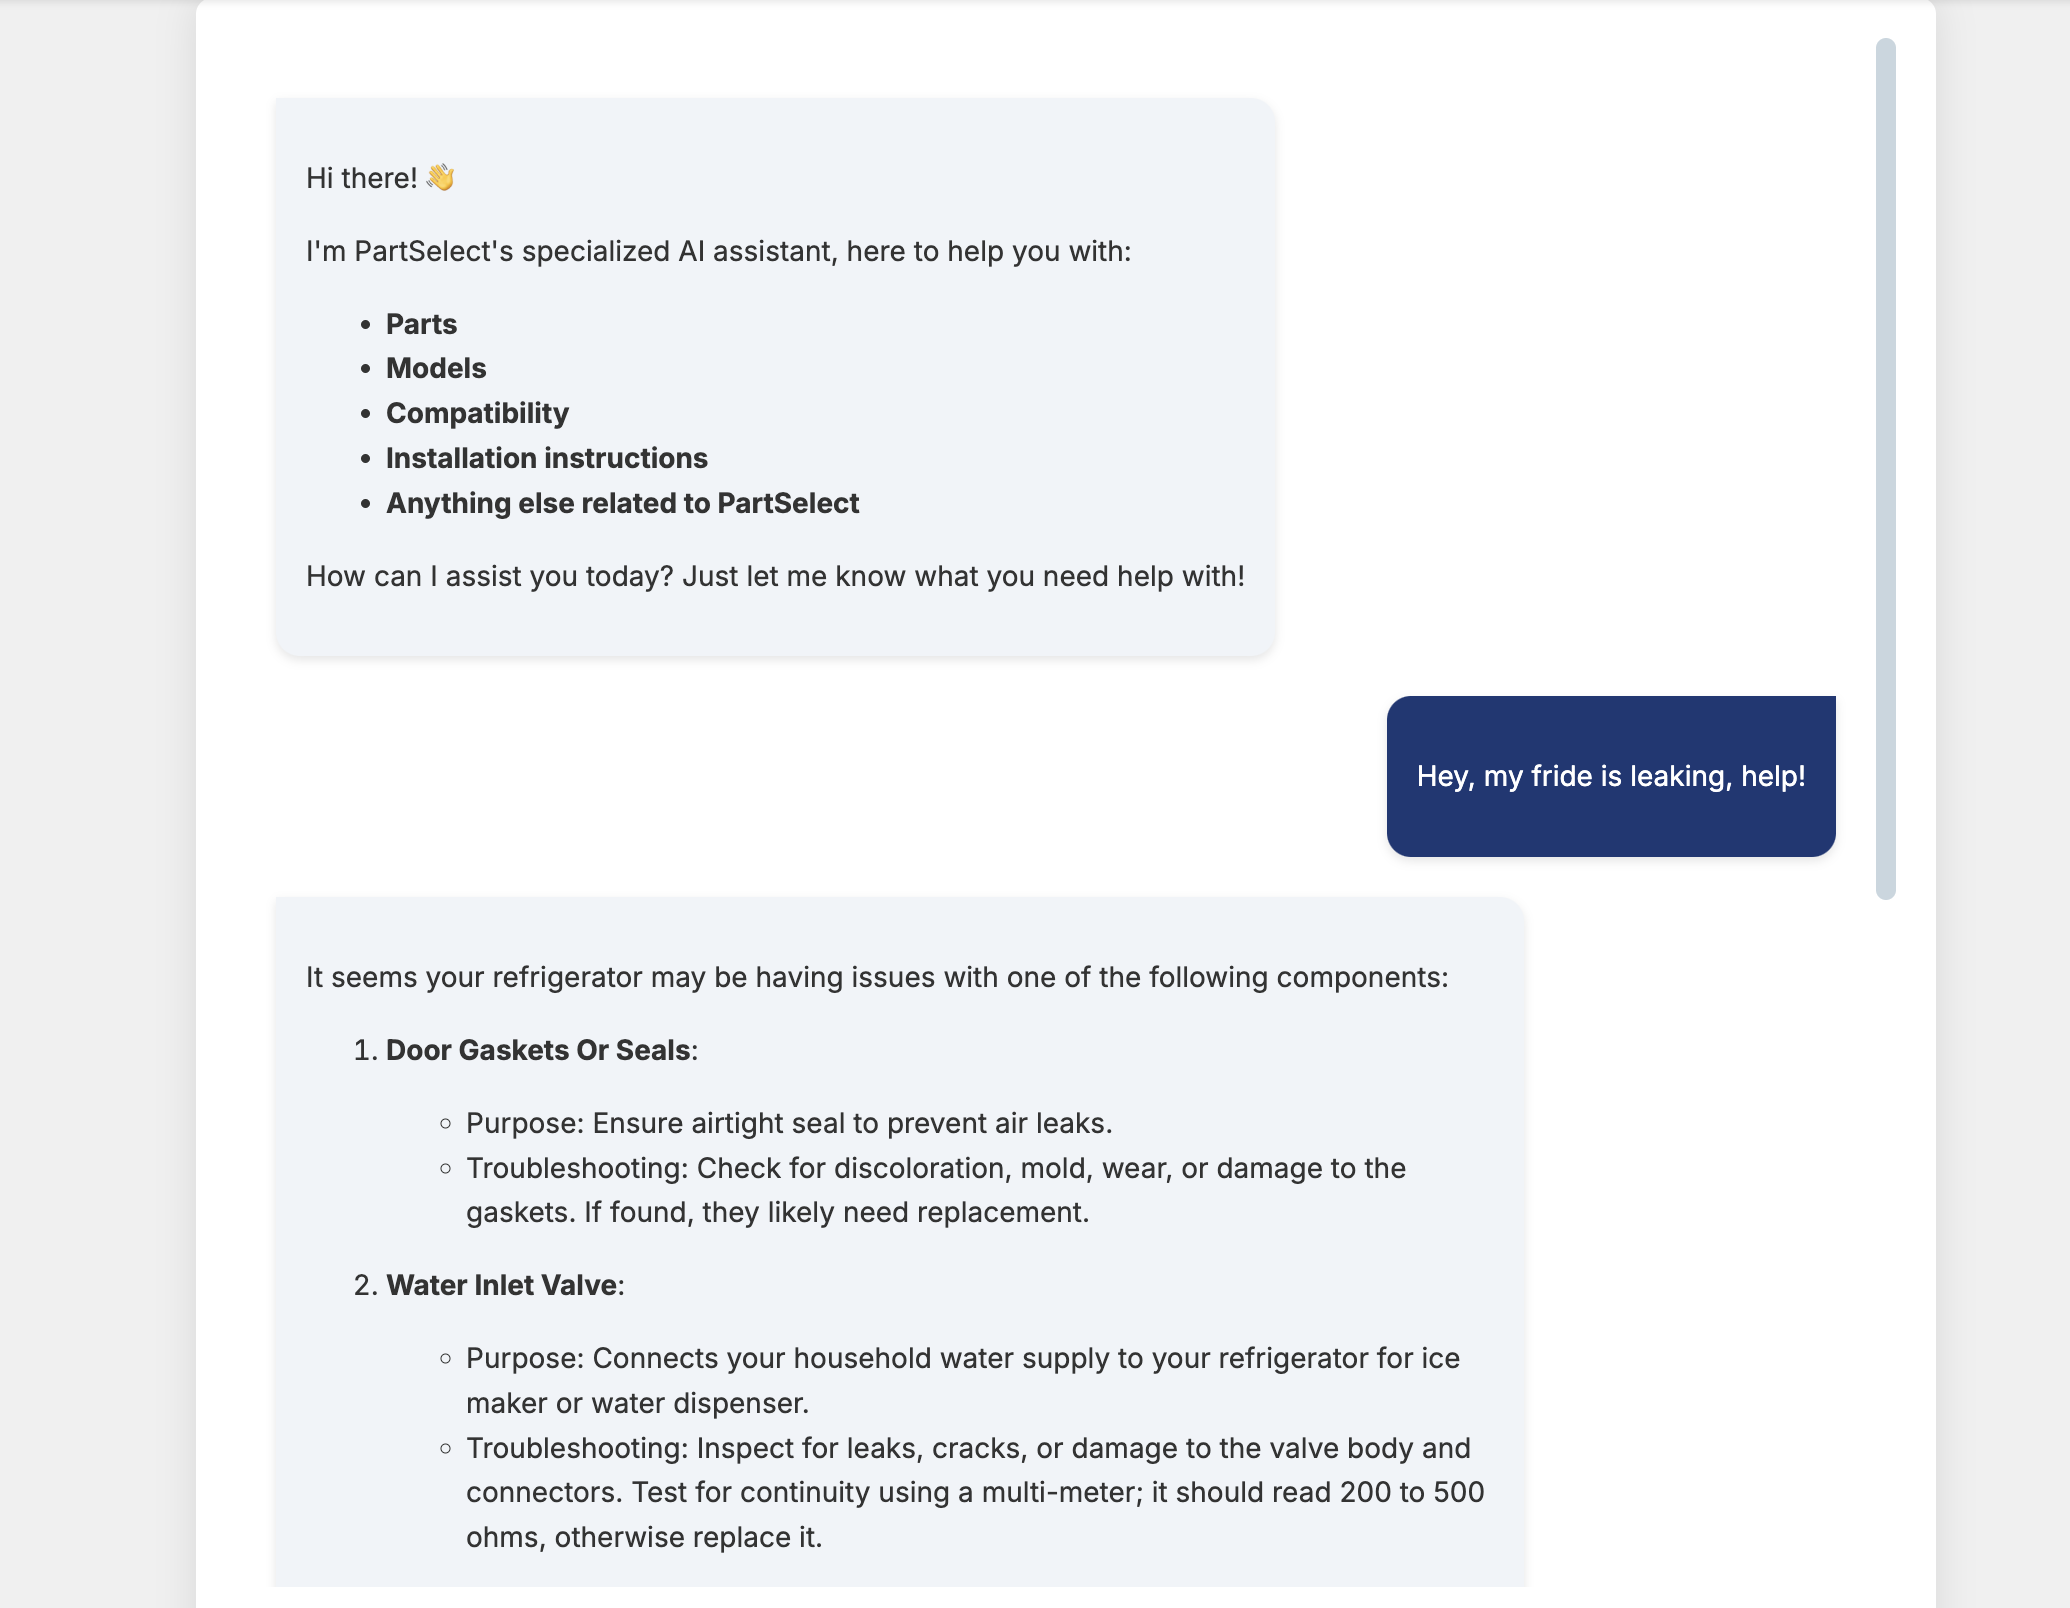 Hi there! 👋
I'm PartSelect's specialized AI assistant, here to help you with:
• Parts
• Models
• Compatibility
• Installation instructions
• Anything else related to PartSelect
How can I assist you today? Just let me know what you need help with!
Hey, my fride is leaking, help!
It seems your refrigerator may be having issues with one of the following components:
1. Door Gaskets Or Seals:
◦ Purpose: Ensure airtight seal to prevent air leaks.
◦ Troubleshooting: Check for discoloration, mold, wear, or damage to the
gaskets. If found, they likely need replacement.
2. Water Inlet Valve:
◦ Purpose: Connects your household water supply to your refrigerator for ice
maker or water dispenser.
◦ Troubleshooting: Inspect for leaks, cracks, or damage to the valve body and
connectors. Test for continuity using a multi-meter; it should read 200 to 500
ohms, otherwise replace it.